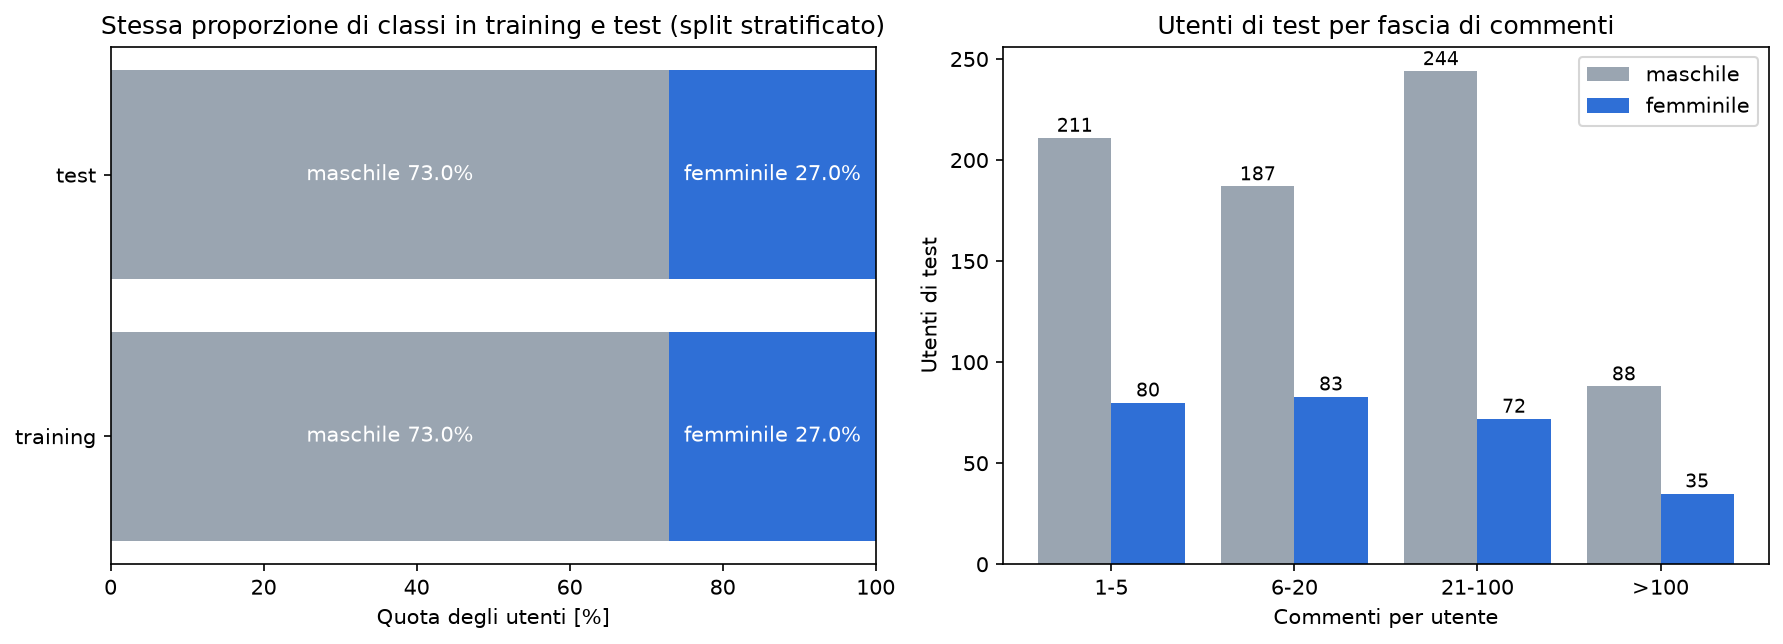 Stessa proporzione di classi in training e test (split stratificato)
test
maschile 73.0%
femminile 27.0%
training
maschile 73.0%
femminile 27.0%
0 20 40 60 80 100
Quota degli utenti [%]
Utenti di test per fascia di commenti
maschile
femminile
Utenti di test
250
200
150
100
50
0
211
80
187
83
244
72
88
35
1-5 6-20 21-100 >100
Commenti per utente